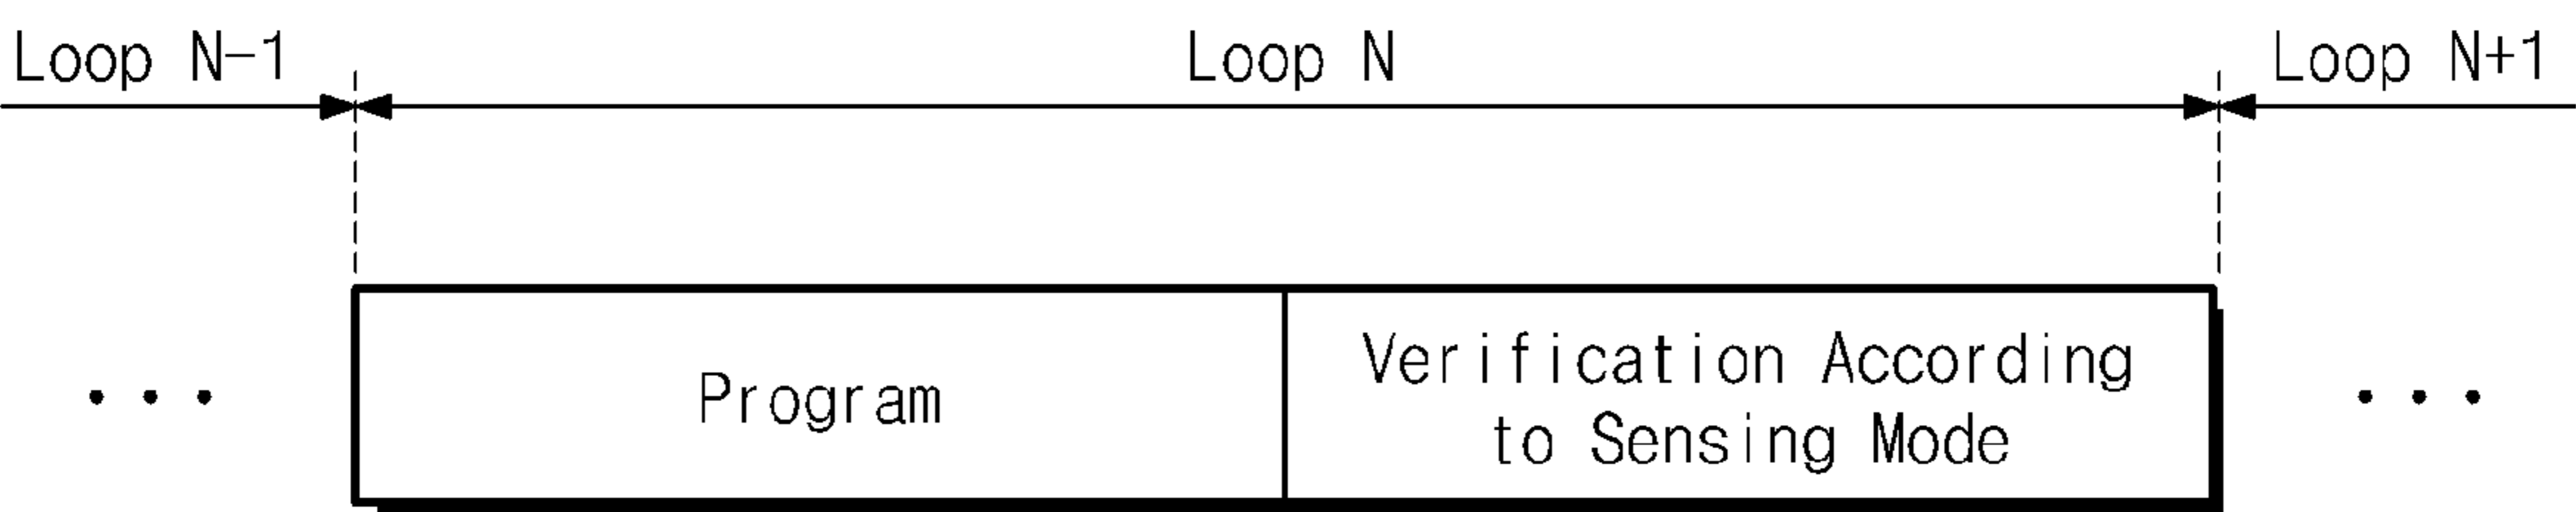 Loop N-1
Loop N
Loop N+1
Program
Verification According
to Sensing Mode